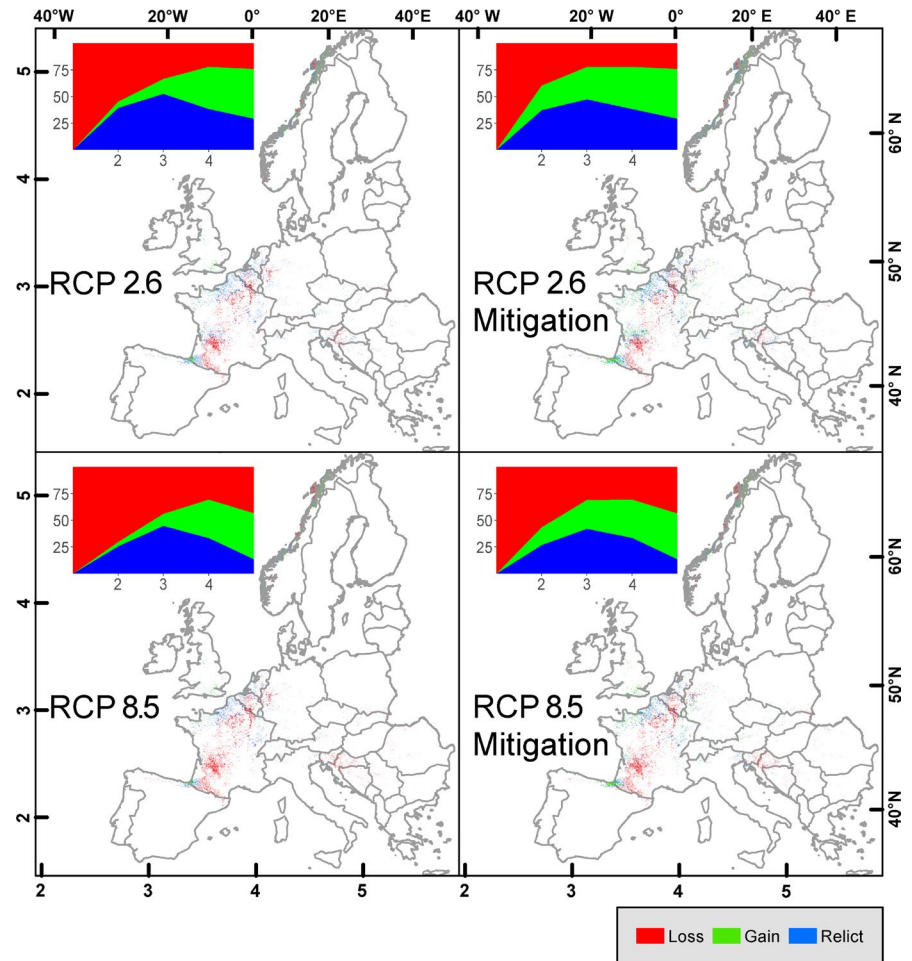 40° W 20° W 0° 20° E 40° E 40° W 20° W 0° 20° E 40° E
5
75
50
25
2 3 4
75
50
25
2 3 4
60°N
4
50°N
3
RCP 2.6
RCP 2.6
Mitigation
40°N
2
5
75
50
25
2 3 4
75
50
25
2 3 4
60°N
4
50°N
3
RCP 8.5
RCP 8.5
Mitigation
40°N
2
2 3 4 5 2 3 4 5
Loss Gain Relict